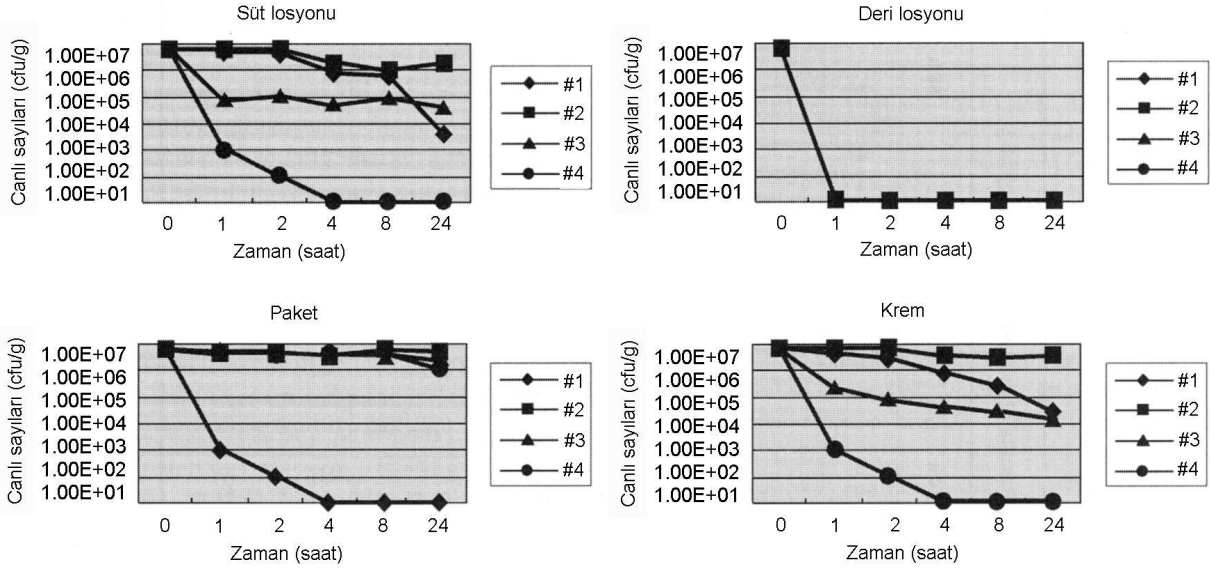 Süt losyonu
Canlı sayıları (cfu/g)
1.00E+07
1.00E+06
1.00E+05
1.00E+04
1.00E+03
1.00E+02
1.00E+01
0 1 2 4 8 24
Zaman (saat)
#1
#2
#3
#4
Deri losyonu
Canlı sayıları (cfu/g)
1.00E+07
1.00E+06
1.00E+05
1.00E+04
1.00E+03
1.00E+02
1.00E+01
0 1 2 4 8 24
Zaman (saat)
#1
#2
#3
#4
Paket
Canlı sayıları (cfu/g)
1.00E+07
1.00E+06
1.00E+05
1.00E+04
1.00E+03
1.00E+02
1.00E+01
0 1 2 4 8 24
Zaman (saat)
#1
#2
#3
#4
Krem
Canlı sayıları (cfu/g)
1.00E+07
1.00E+06
1.00E+05
1.00E+04
1.00E+03
1.00E+02
1.00E+01
0 1 2 4 8 24
Zaman (saat)
#1
#2
#3
#4